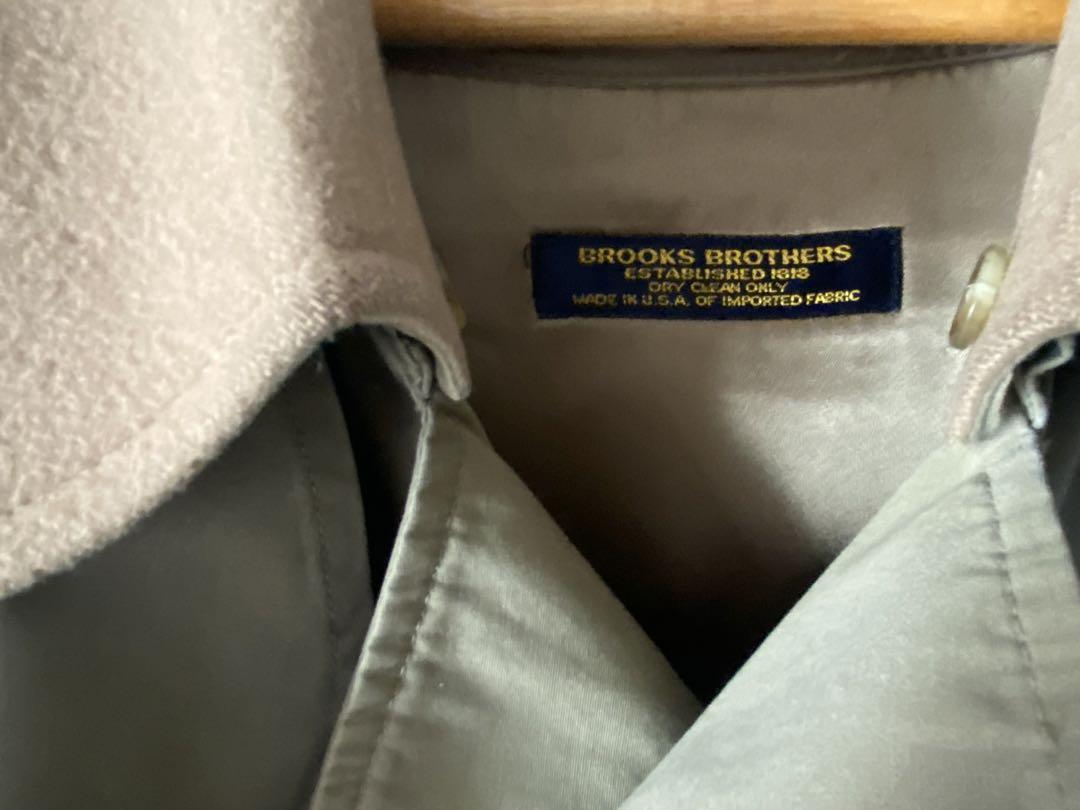 BROOKS BROTHERS
ESTABLISHED 1818
DRY CLEAN ONLY
MADE IN U.S.A. OF IMPORTED FABRIC